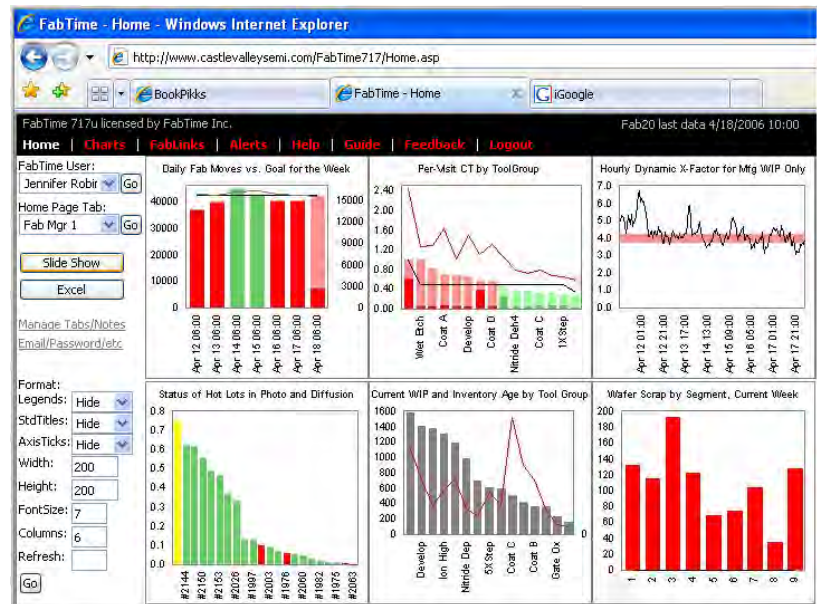 FabTime - Home - Windows Internet Explorer
http://www.castlevalleysemi.com/FabTime717/Home.asp
BookPikks
FabTime - Home
iGoogle
FabTime 717u licensed by FabTime Inc.
Fab20 last data 4/18/2006 10:00
Home | Charts | FabLinks | Alerts | Help | Guide | Feedback | Logout
FabTime User:
Jennifer Robir Go
Home Page Tab:
Fab Mgr 1 Go
Slide Show
Excel
Manage Tabs/Notes
Email/Password/etc
Format:
Legends: Hide
StdTitles: Hide
AxisTicks: Hide
Width: 200
Height: 200
FontSize: 7
Columns: 6
Refresh:
Go
Daily Fab Moves vs. Goal for the Week
40000
30000
20000
10000
0
15000
12000
9000
6000
3000
0
Apr 12 06:00
Apr 13 06:00
Apr 14 06:00
Apr 15 06:00
Apr 16 06:00
Apr 17 06:00
Apr 18 06:00
Per-Visit CT by ToolGroup
2.40
2.00
1.60
1.20
0.80
0.40
0.00
Wet Etch
Coat A
Develop
Coat D
Nitride Deh4
Coat C
1XStep
Hourly Dynamic X-Factor for Mfg WIP Only
7.0
6.0
5.0
4.0
3.0
2.0
1.0
0.0
Apr 12 01:00
Apr 12 21:00
Apr 13 17:00
Apr 14 13:00
Apr 15 09:00
Apr 16 05:00
Apr 17 01:00
Apr 17 21:00
Status of Hot Lots in Photo and Diffusion
0.8
0.7
0.6
0.5
0.4
0.3
0.2
0.1
0.0
#2144
#2150
#2153
#2026
#1997
#2003
#1976
#2060
#1982
#1975
#2063
Current WIP and Inventory Age by Tool Group
1600
1400
1200
1000
800
600
400
200
0
0
Develop
Ion High
Nitride Dep
5XStep
Coat C
Coat B
Gate Ox
Wafer Scrap by Segment, Current Week
200
180
160
140
120
100
80
60
40
20
0
1
2
3
4
5
6
7
8
9